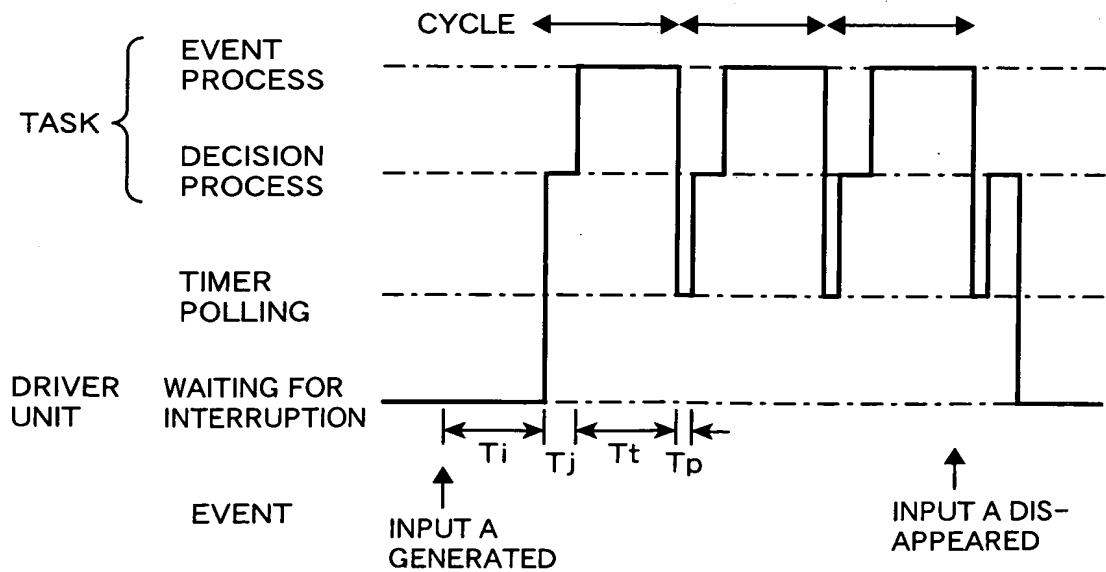 CYCLE
EVENT
PROCESS
TASK
DECISION
PROCESS
TIMER
POLLING
DRIVER
UNIT
WAITING FOR
INTERRUPTION
Ti
Tj
Tt
Tp
EVENT
INPUT A
GENERATED
INPUT A DIS-
APPEARED